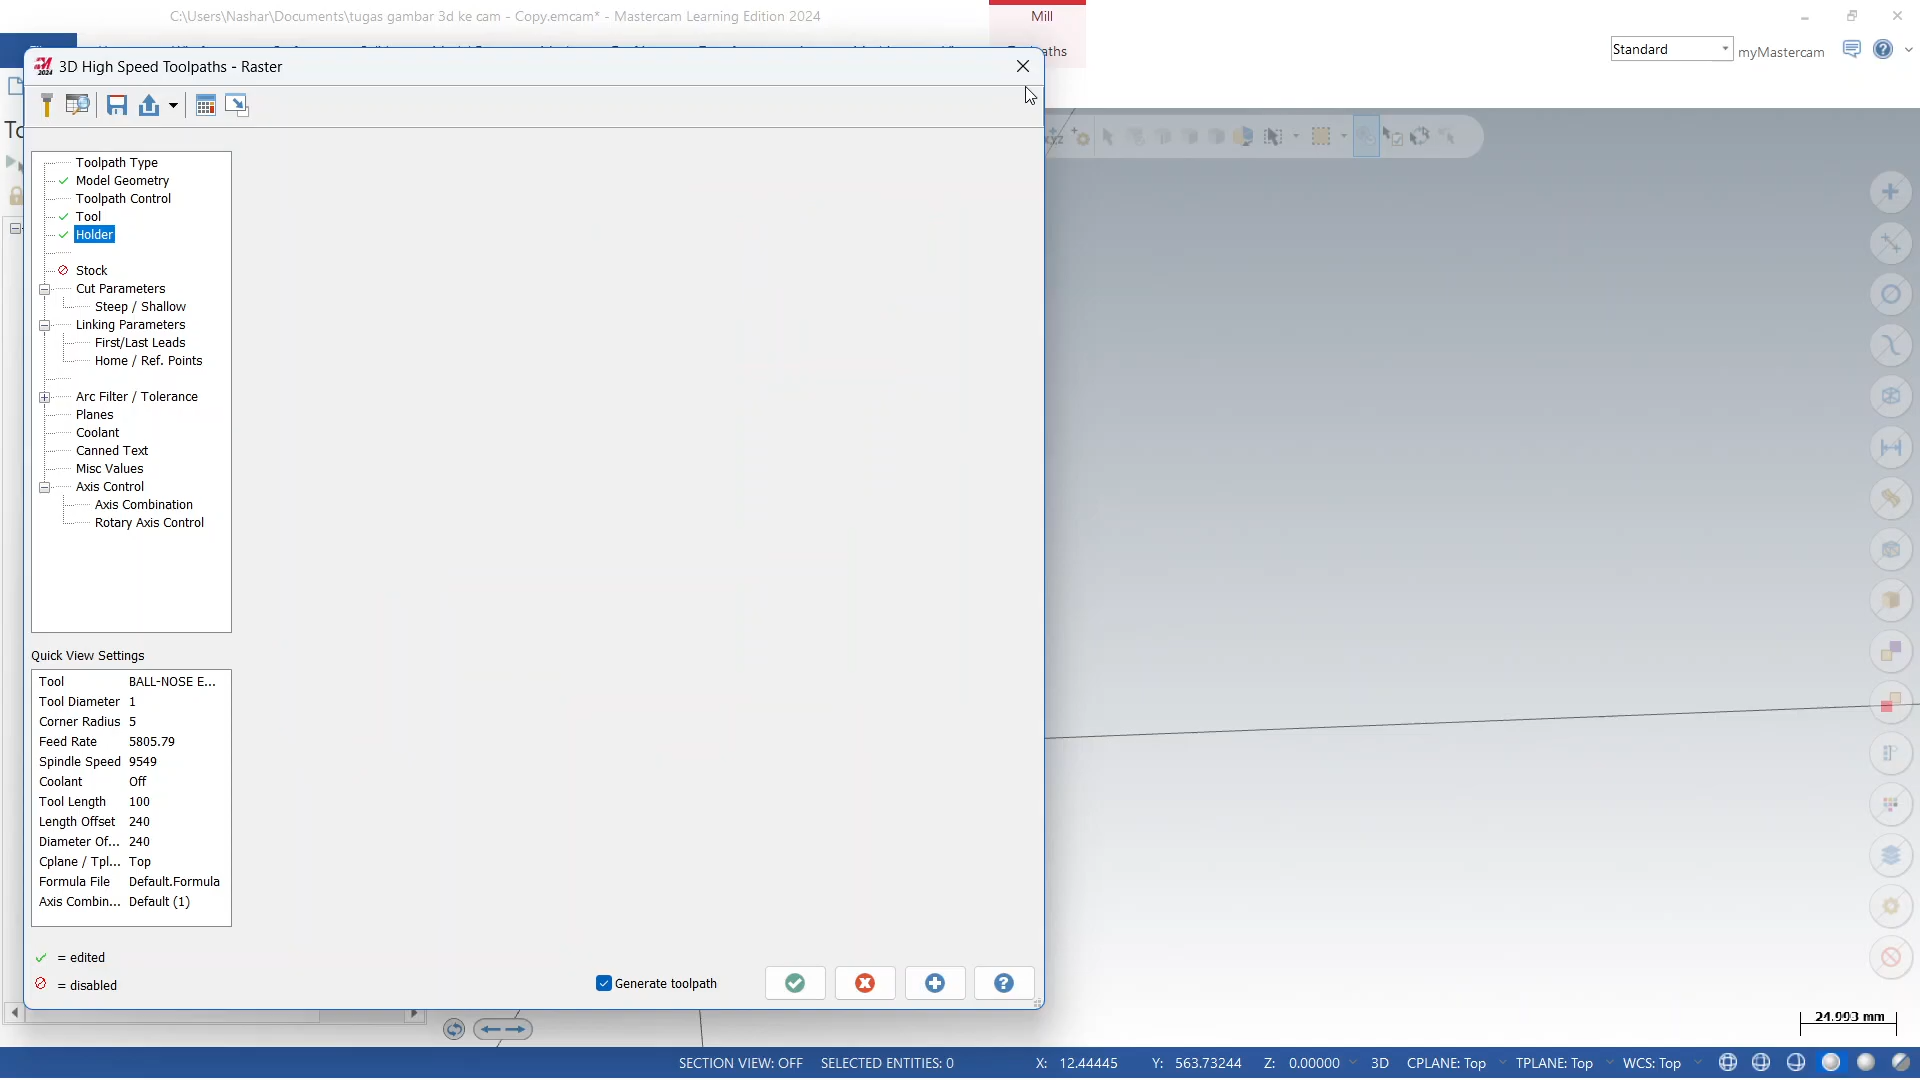 C:\Users\Nashar\Documents\tugas gambar 3d ke cam - Copy.emcam* - Mastercam Learning Edition 2024
Mill
Standard
myMastercam
3D High Speed Toolpaths - Raster
Toolpath Type
Model Geometry
Toolpath Control
Tool
Holder
Stock
Cut Parameters
Steep / Shallow
Linking Parameters
First/Last Leads
Home / Ref. Points
Arc Filter / Tolerance
Planes
Coolant
Canned Text
Misc Values
Axis Control
Axis Combination
Rotary Axis Control
Quick View Settings
Tool BALL-NOSE E...
Tool Diameter 1
Corner Radius 5
Feed Rate 5805.79
Spindle Speed 9549
Coolant Off
Tool Length 100
Length Offset 240
Diameter Of... 240
Cplane / Tpl... Top
Formula File Default.Formula
Axis Combin... Default (1)
= edited
= disabled
Generate toolpath
24.993 mm
SECTION VIEW: OFF SELECTED ENTITIES: 0 X: 12.44445 Y: 563.73244 Z: 0.00000 3D CPLANE: Top TPLANE: Top WCS: Top